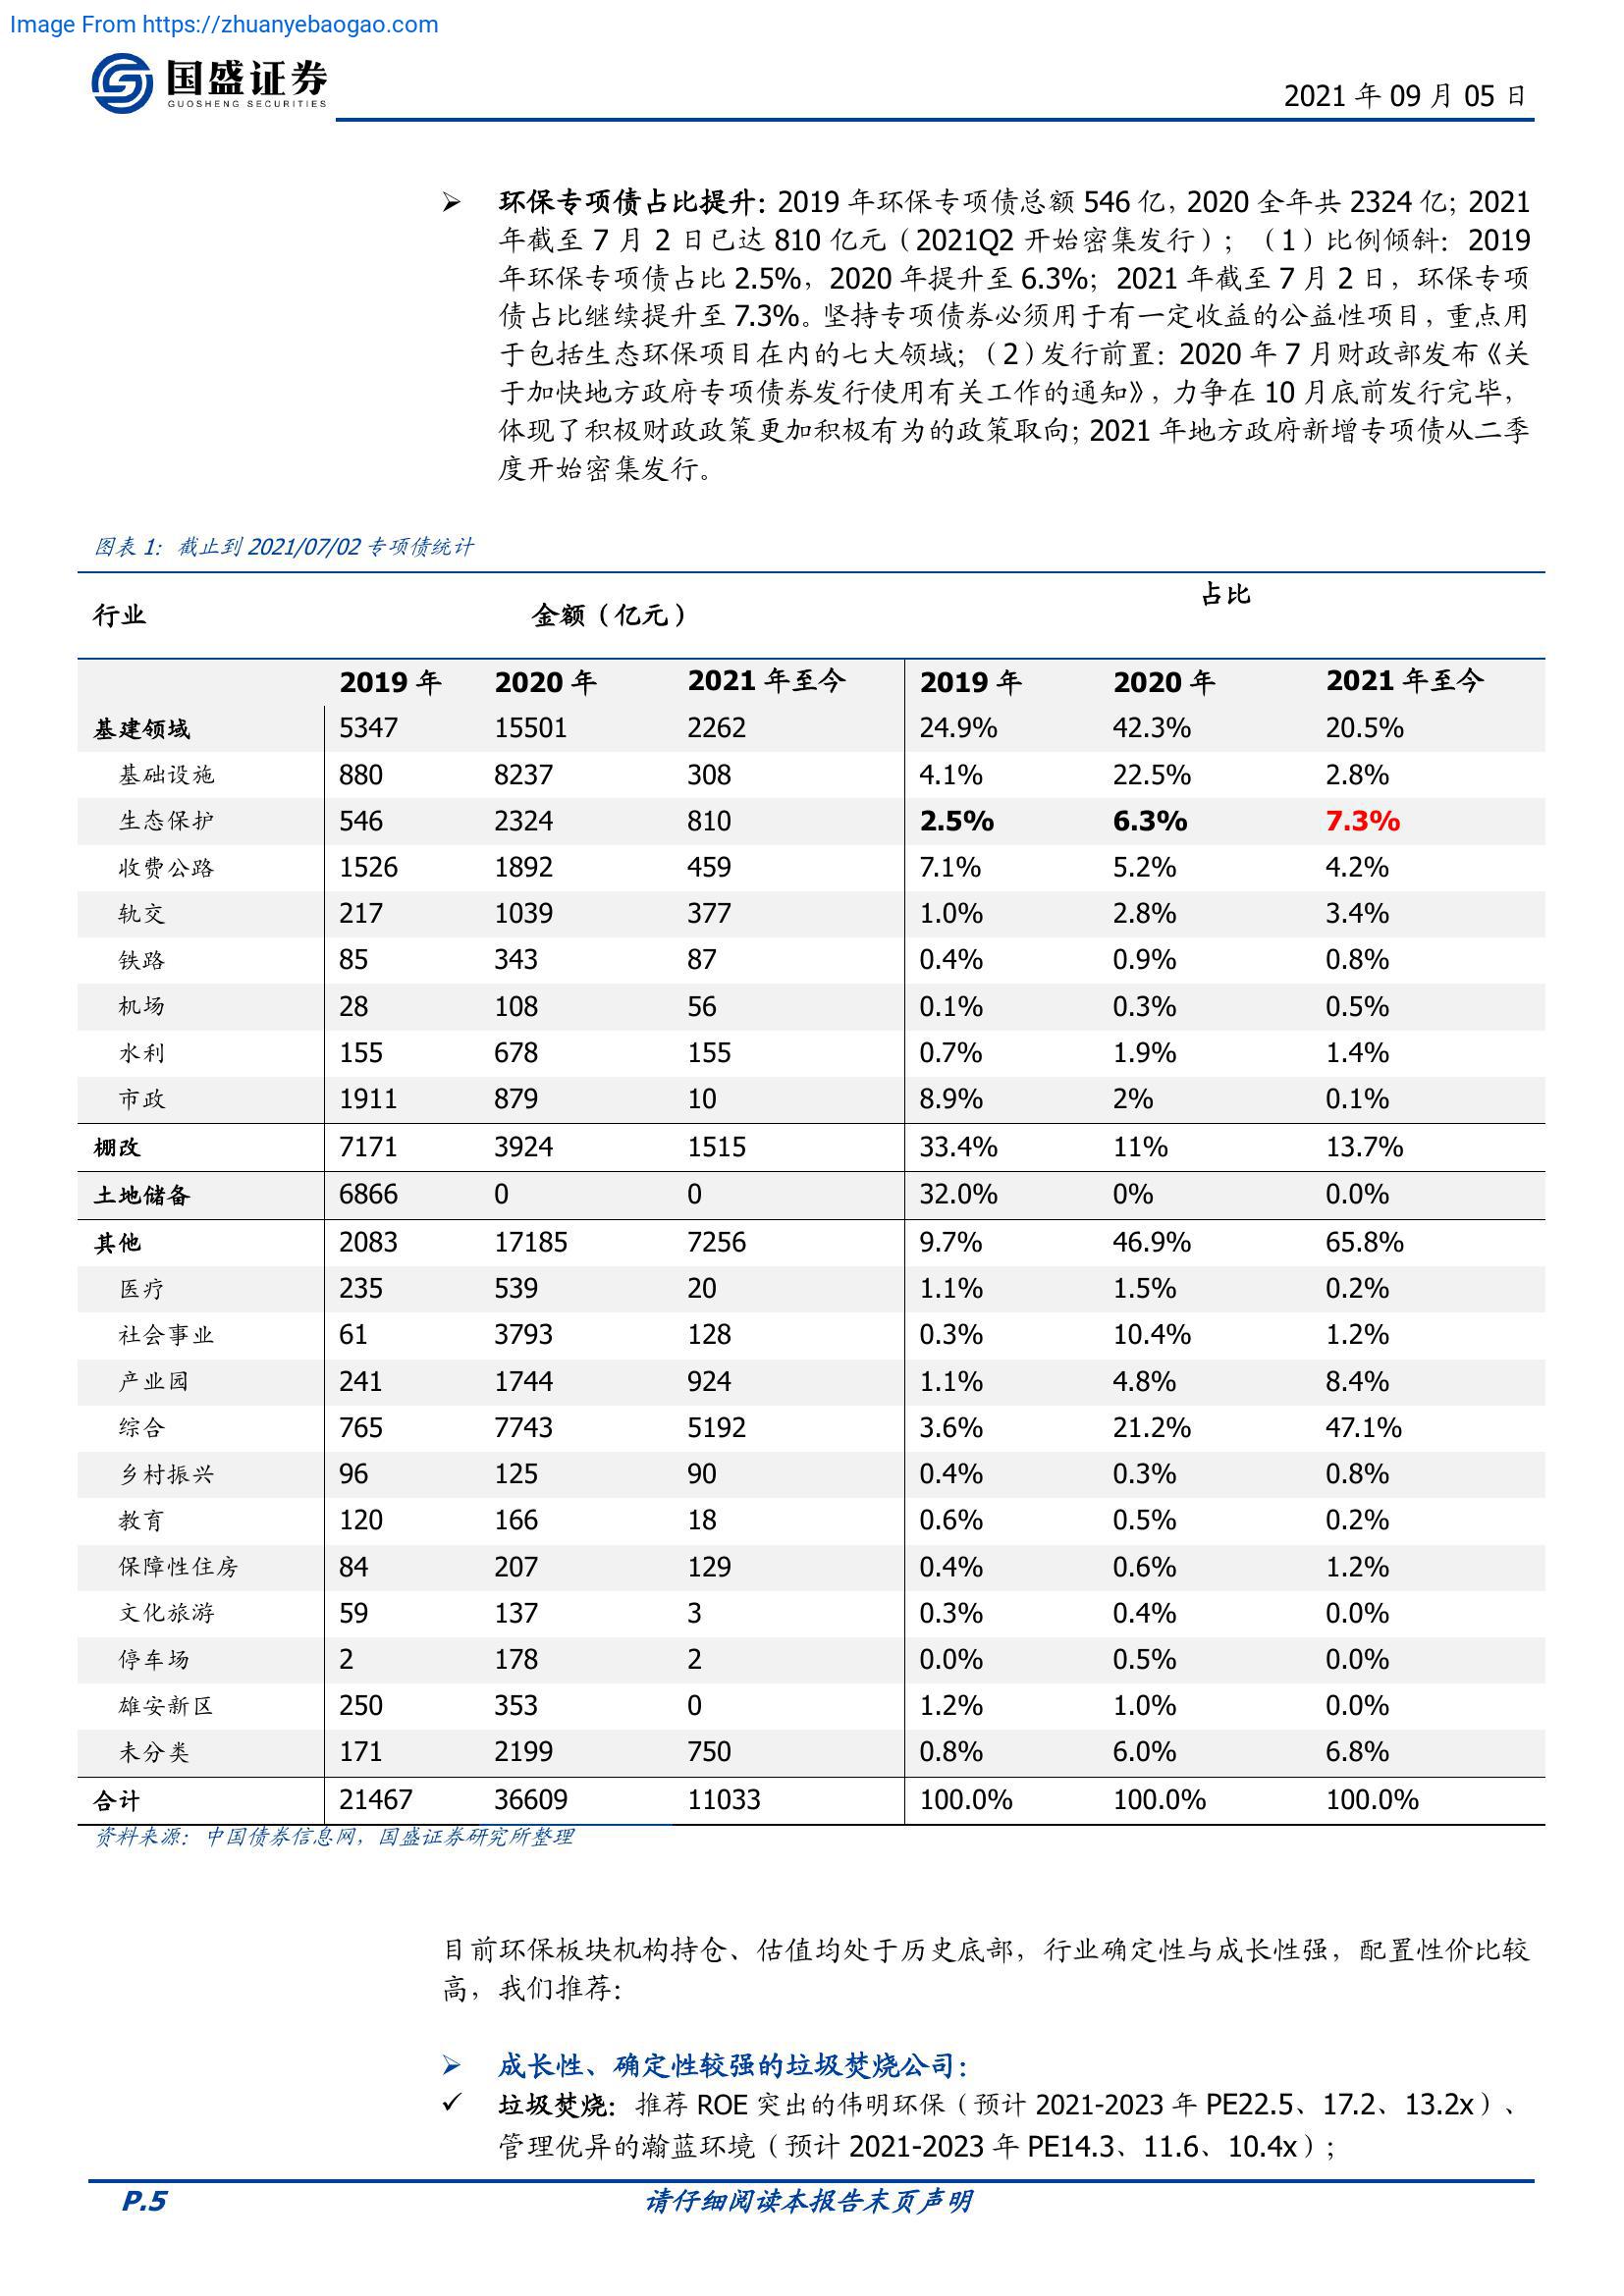 Image From https://zhuanyebaogao.com
国盛证券
GUOSHENG SECURITIES
2021 年 09 月 05 日
➢ 环保专项债占比提升：2019 年环保专项债总额 546 亿，2020 全年共 2324 亿；2021
年截至 7 月 2 日已达 810 亿元（2021Q2 开始密集发行）；（1）比例倾斜：2019
年环保专项债占比 2.5%，2020 年提升至 6.3%；2021 年截至 7 月 2 日，环保专项
债占比继续提升至 7.3%。坚持专项债券必须用于有一定收益的公益性项目，重点用
于包括生态环保项目在内的七大领域；（2）发行前置：2020 年 7 月财政部发布《关
于加快地方政府专项债券发行使用有关工作的通知》，力争在 10 月底前发行完毕，
体现了积极财政政策更加积极有为的政策取向；2021 年地方政府新增专项债从二季
度开始密集发行。
图表 1：截止到 2021/07/02 专项债统计
行业 金额（亿元） 占比
2019 年 2020 年 2021 年至今 2019 年 2020 年 2021 年至今
基建领域 5347 15501 2262 24.9% 42.3% 20.5%
基础设施 880 8237 308 4.1% 22.5% 2.8%
生态保护 546 2324 810 2.5% 6.3% 7.3%
收费公路 1526 1892 459 7.1% 5.2% 4.2%
轨交 217 1039 377 1.0% 2.8% 3.4%
铁路 85 343 87 0.4% 0.9% 0.8%
机场 28 108 56 0.1% 0.3% 0.5%
水利 155 678 155 0.7% 1.9% 1.4%
市政 1911 879 10 8.9% 2% 0.1%
棚改 7171 3924 1515 33.4% 11% 13.7%
土地储备 6866 0 0 32.0% 0% 0.0%
其他 2083 17185 7256 9.7% 46.9% 65.8%
医疗 235 539 20 1.1% 1.5% 0.2%
社会事业 61 3793 128 0.3% 10.4% 1.2%
产业园 241 1744 924 1.1% 4.8% 8.4%
综合 765 7743 5192 3.6% 21.2% 47.1%
乡村振兴 96 125 90 0.4% 0.3% 0.8%
教育 120 166 18 0.6% 0.5% 0.2%
保障性住房 84 207 129 0.4% 0.6% 1.2%
文化旅游 59 137 3 0.3% 0.4% 0.0%
停车场 2 178 2 0.0% 0.5% 0.0%
雄安新区 250 353 0 1.2% 1.0% 0.0%
未分类 171 2199 750 0.8% 6.0% 6.8%
合计 21467 36609 11033 100.0% 100.0% 100.0%
资料来源：中国债券信息网，国盛证券研究所整理
目前环保板块机构持仓、估值均处于历史底部，行业确定性与成长性强，配置性价比较
高，我们推荐：
➢ 成长性、确定性较强的垃圾焚烧公司：
✓ 垃圾焚烧：推荐 ROE 突出的伟明环保（预计 2021-2023 年 PE22.5、17.2、13.2x）、
管理优异的瀚蓝环境（预计 2021-2023 年 PE14.3、11.6、10.4x）；
P.5 请仔细阅读本报告末页声明